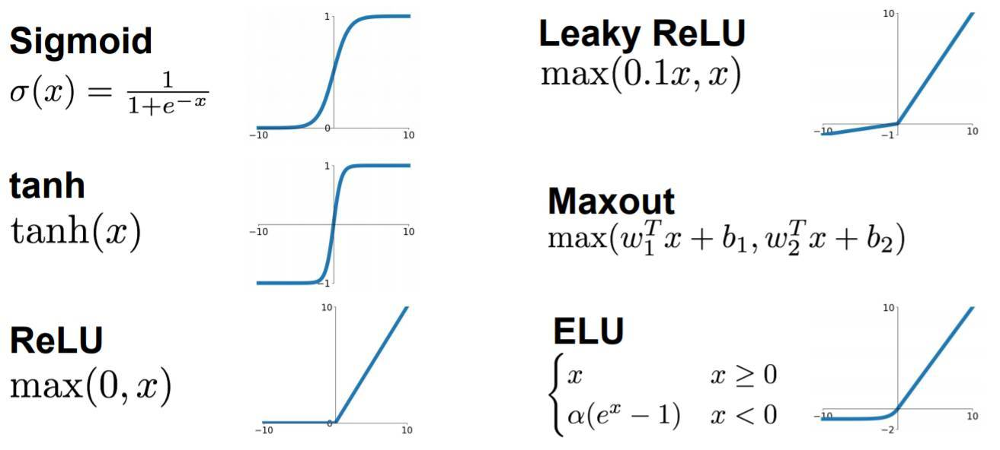 Sigmoid
σ(x) = 1/(1+e^−x)
1
0
−10
10
tanh
tanh(x)
1
−10
10
−1
ReLU
max(0, x)
10
0
−10
10
Leaky ReLU
max(0.1x, x)
10
−10
−1
10
Maxout
max(w_1^T x + b_1, w_2^T x + b_2)
ELU
{ x   x ≥ 0
α(e^x − 1)   x < 0
10
−10
−2
10